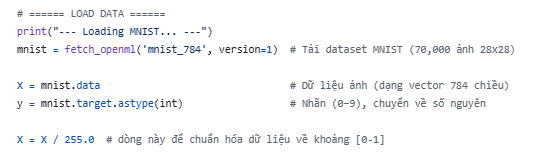 # ====== LOAD DATA ======
print("--- Loading MNIST... ---")
mnist = fetch_openml('mnist_784', version=1)  # Tải dataset MNIST (70,000 ảnh 28x28)
X = mnist.data  # Dữ liệu ảnh (dạng vector 784 chiều)
y = mnist.target.astype(int)  # Nhãn (0–9), chuyển về số nguyên
X = X / 255.0  # dòng này để chuẩn hóa dữ liệu về khoảng [0-1]